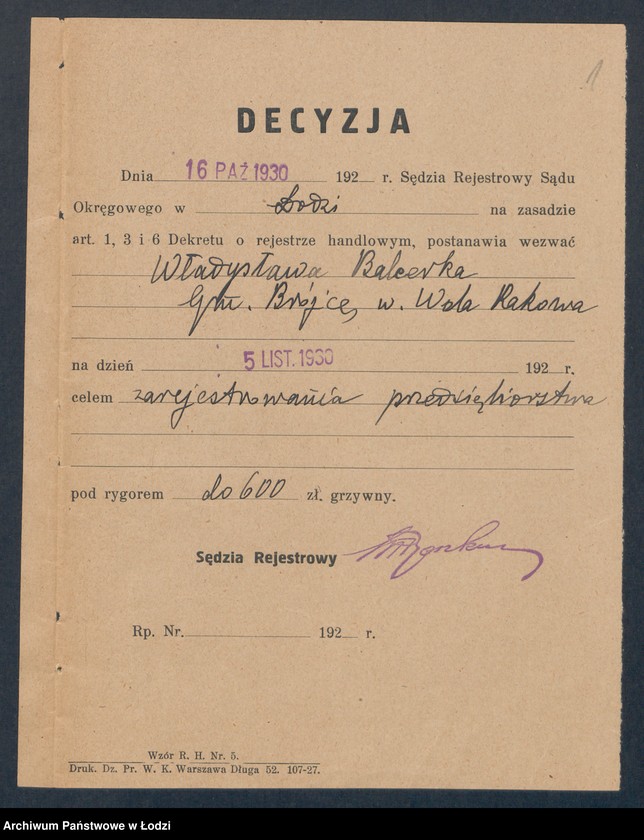 1
DECYZJA
Dnia 16 PAŹ 1930 192 r. Sędzia Rejestrowy Sądu
Okręgowego w Łodzi na zasadzie
art. 1, 3 i 6 Dekretu o rejestrze handlowym, postanawia wezwać
Władysława Balcerka
Gm. Brójce, w. Wola Rakowa
na dzień 5 LIST. 1930 192 r.
celem zarejestrowania przedsiębiorstwa
pod rygorem do 600 zł. grzywny.
Sędzia Rejestrowy
Rp. Nr. 192 r.
Wzór R. H. Nr. 5.
Druk. Dz. Pr. W. K. Warszawa Długa 52. 107-27.
Archiwum Państwowe w Łodzi